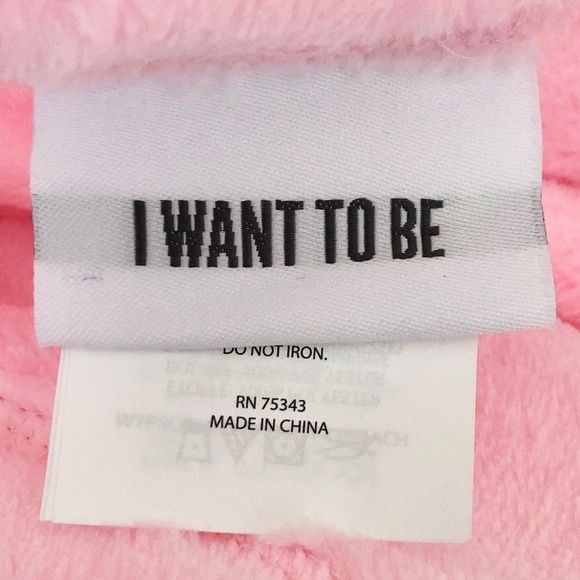 I WANT TO BE
DO NOT IRON.
RN 75343
MADE IN CHINA